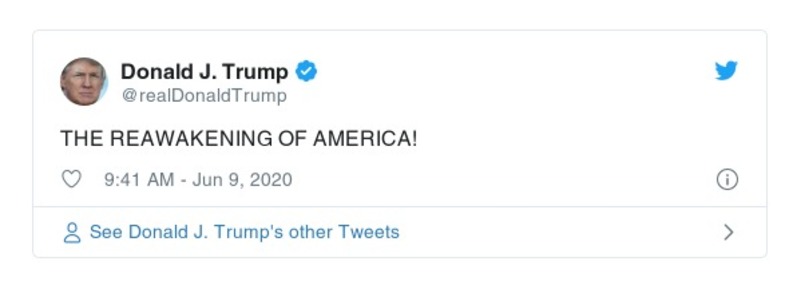 Donald J. Trump
@realDonaldTrump
THE REAWAKENING OF AMERICA!
9:41 AM - Jun 9, 2020
See Donald J. Trump's other Tweets